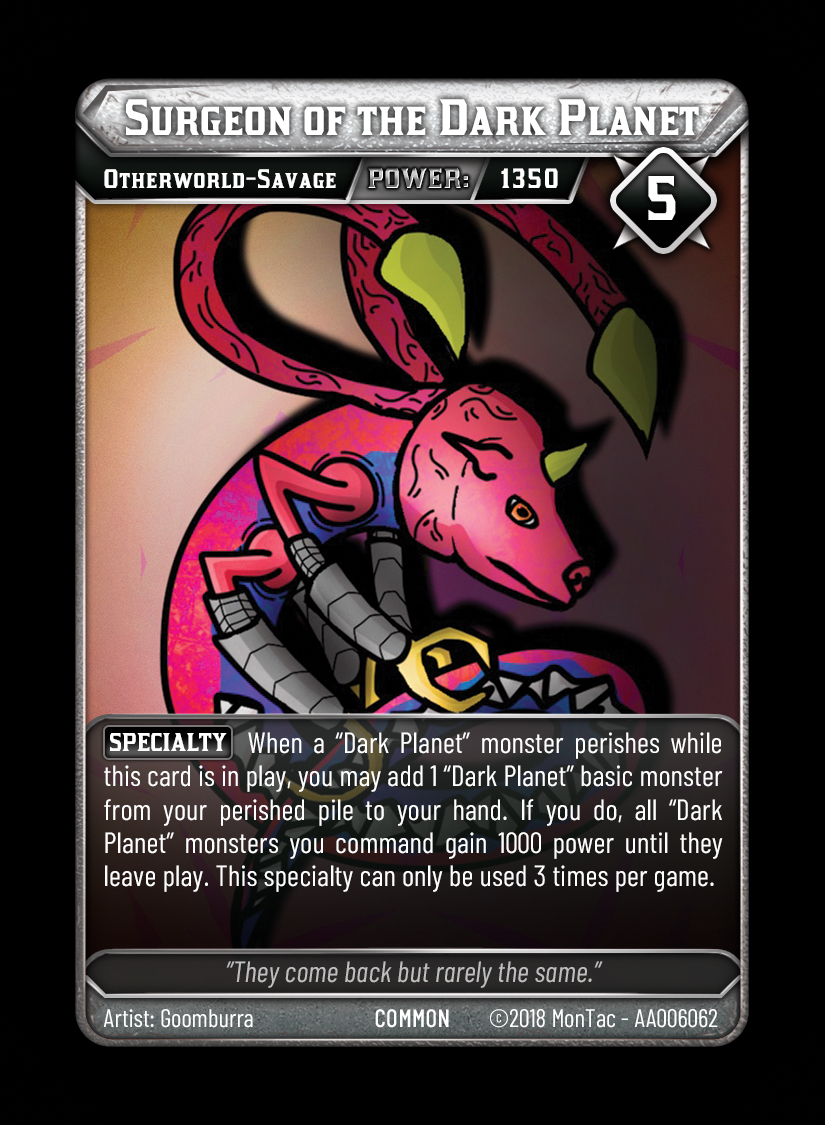 Surgeon of the Dark Planet
Otherworld-Savage POWER: 1350
5
SPECIALTY When a “Dark Planet” monster perishes while
this card is in play, you may add 1 “Dark Planet” basic monster
from your perished pile to your hand. If you do, all “Dark
Planet” monsters you command gain 1000 power until they
leave play. This specialty can only be used 3 times per game.
"They come back but rarely the same."
Artist: Goomburra COMMON ©2018 MonTac - AA006062